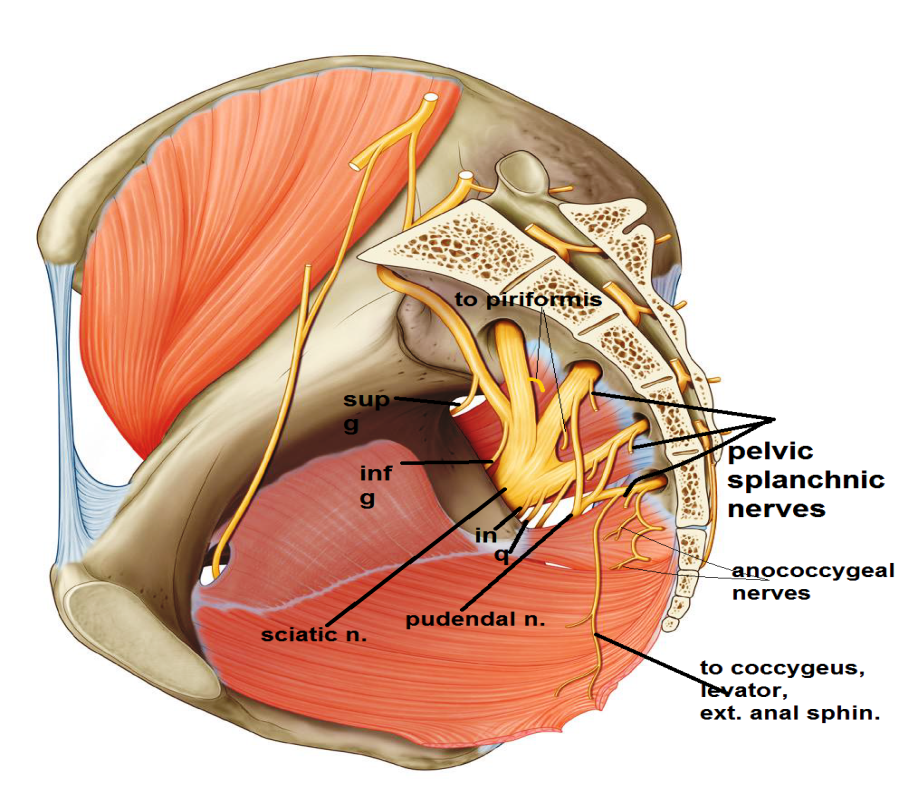 to piriformis
sup
g
inf
g
in
q
sciatic n.
pudendal n.
pelvic
splanchnic
nerves
anococcygeal
nerves
to coccygeus,
levator,
ext. anal sphin.